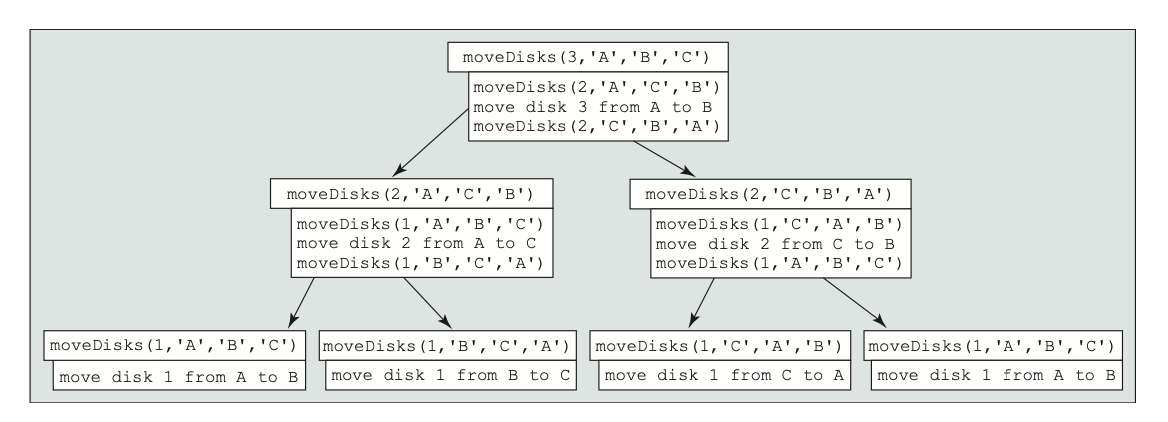 moveDisks(3,'A','B','C')
moveDisks(2,'A','C','B')
move disk 3 from A to B
moveDisks(2,'C','B','A')
moveDisks(2,'A','C','B')
moveDisks(1,'A','B','C')
move disk 2 from A to C
moveDisks(1,'B','C','A')
moveDisks(2,'C','B','A')
moveDisks(1,'C','A','B')
move disk 2 from C to B
moveDisks(1,'A','B','C')
moveDisks(1,'A','B','C')
move disk 1 from A to B
moveDisks(1,'B','C','A')
move disk 1 from B to C
moveDisks(1,'C','A','B')
move disk 1 from C to A
moveDisks(1,'A','B','C')
move disk 1 from A to B